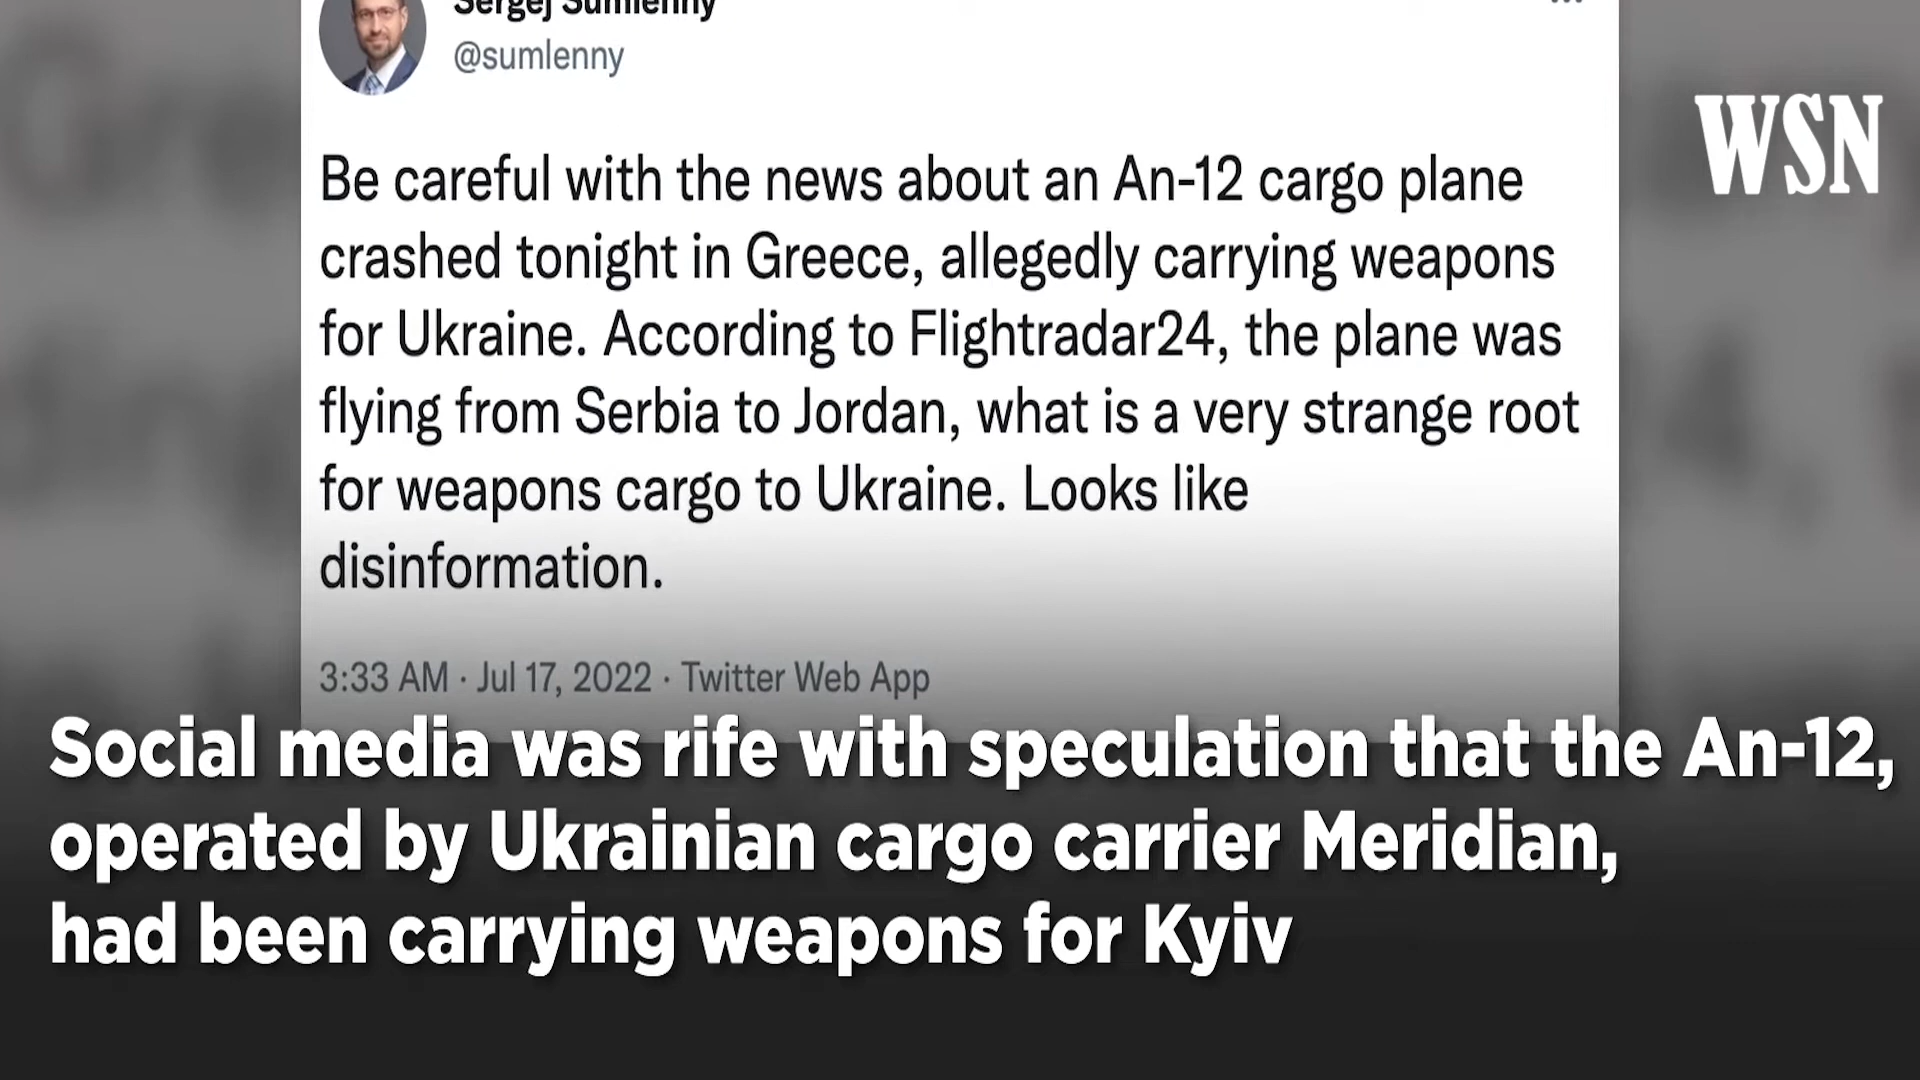 Sergej Sumlenny
@sumlenny
WSN
Be careful with the news about an An-12 cargo plane
crashed tonight in Greece, allegedly carrying weapons
for Ukraine. According to Flightradar24, the plane was
flying from Serbia to Jordan, what is a very strange root
for weapons cargo to Ukraine. Looks like
disinformation.
3:33 AM · Jul 17, 2022 · Twitter Web App
Social media was rife with speculation that the An-12,
operated by Ukrainian cargo carrier Meridian,
had been carrying weapons for Kyiv